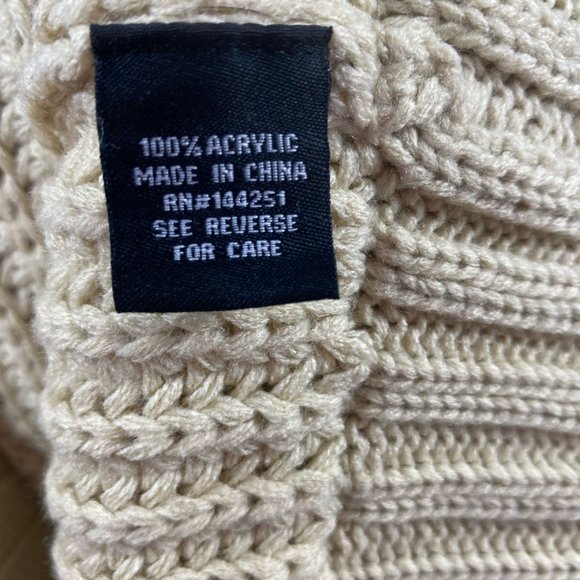 100% ACRYLIC
MADE IN CHINA
RN#144251
SEE REVERSE
FOR CARE